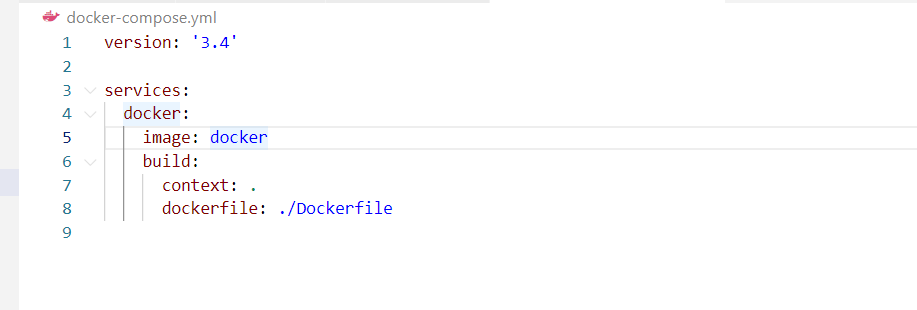 docker-compose.yml
1 version: '3.4'
2
3 services:
4 docker:
5 image: docker
6 build:
7 context: .
8 dockerfile: ./Dockerfile
9